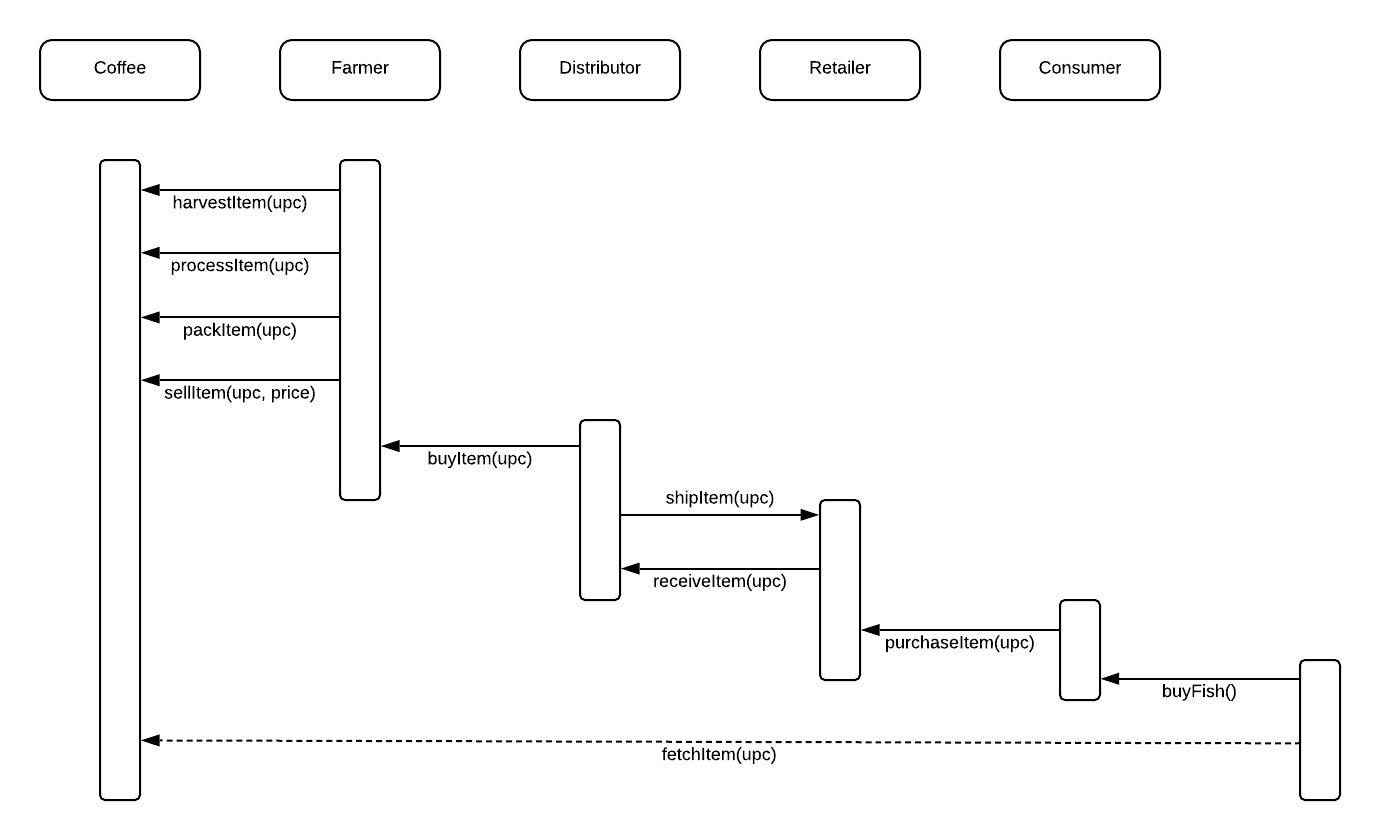 Coffee
Farmer
Distributor
Retailer
Consumer
harvestItem(upc)
processItem(upc)
packItem(upc)
sellItem(upc, price)
buyItem(upc)
shipItem(upc)
receiveItem(upc)
purchaseItem(upc)
buyFish()
fetchItem(upc)